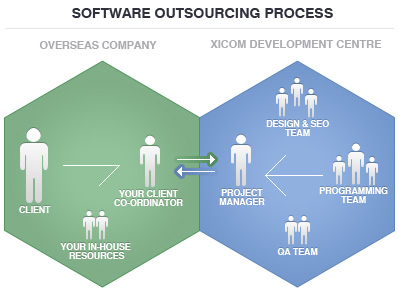 SOFTWARE OUTSOURCING PROCESS
OVERSEAS COMPANY
XICOM DEVELOPMENT CENTRE
CLIENT
YOUR CLIENT
CO-ORDINATOR
YOUR IN-HOUSE
RESOURCES
PROJECT
MANAGER
DESIGN & SEO
TEAM
PROGRAMMING
TEAM
QA TEAM